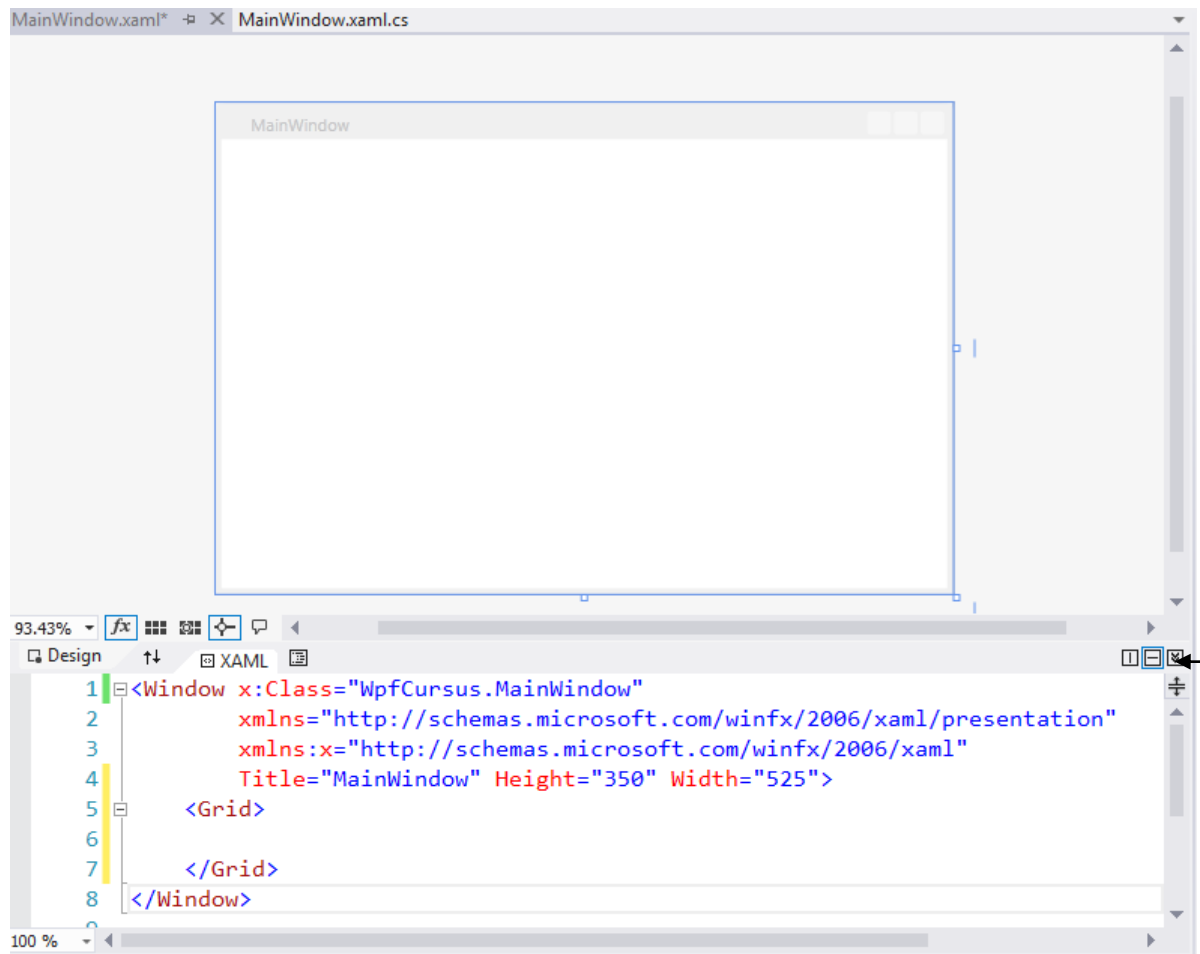 MainWindow.xaml* MainWindow.xaml.cs
MainWindow
93.43% fx
Design XAML
1 <Window x:Class="WpfCursus.MainWindow"
2 xmlns="http://schemas.microsoft.com/winfx/2006/xaml/presentation"
3 xmlns:x="http://schemas.microsoft.com/winfx/2006/xaml"
4 Title="MainWindow" Height="350" Width="525">
5 <Grid>
6
7 </Grid>
8 </Window>
100 %